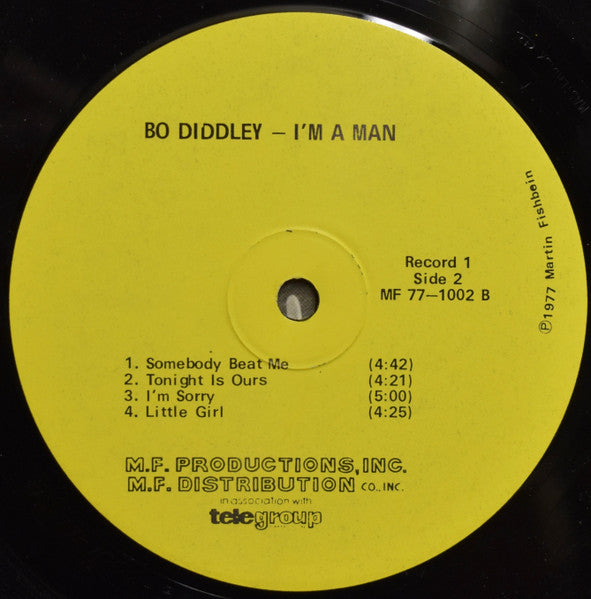 BO DIDDLEY – I'M A MAN
Record 1
Side 2
MF 77–1002 B
℗1977 Martin Fishbein
1. Somebody Beat Me (4:42)
2. Tonight Is Ours (4:21)
3. I'm Sorry (5:00)
4. Little Girl (4:25)
M.F. PRODUCTIONS, INC.
M.F. DISTRIBUTION CO., INC.
in association with
telegroup